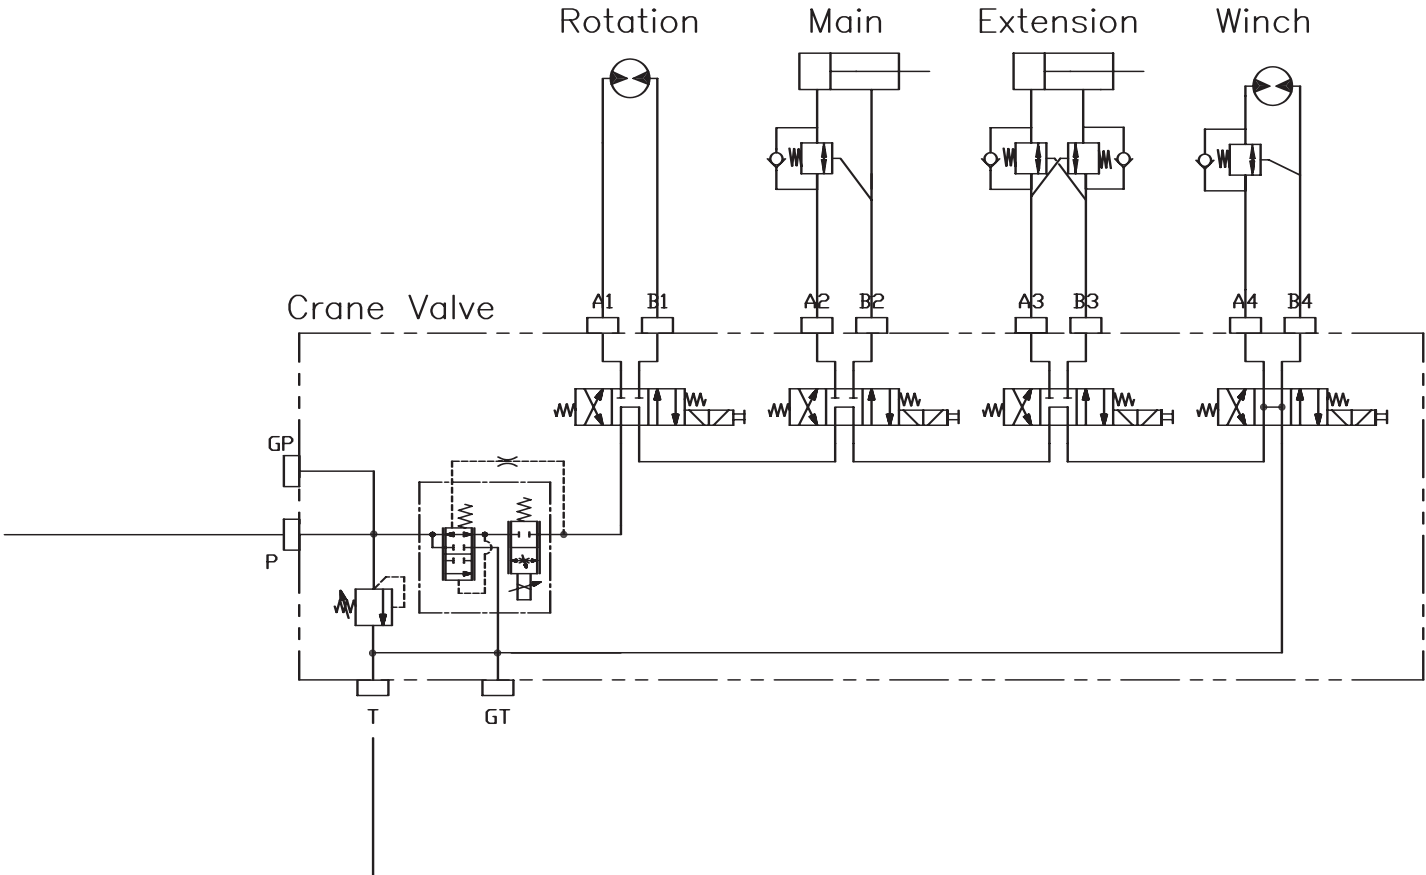 Rotation Main Extension Winch
Crane Valve
A1 B1 A2 B2 A3 B3 A4 B4
GP
P
T GT